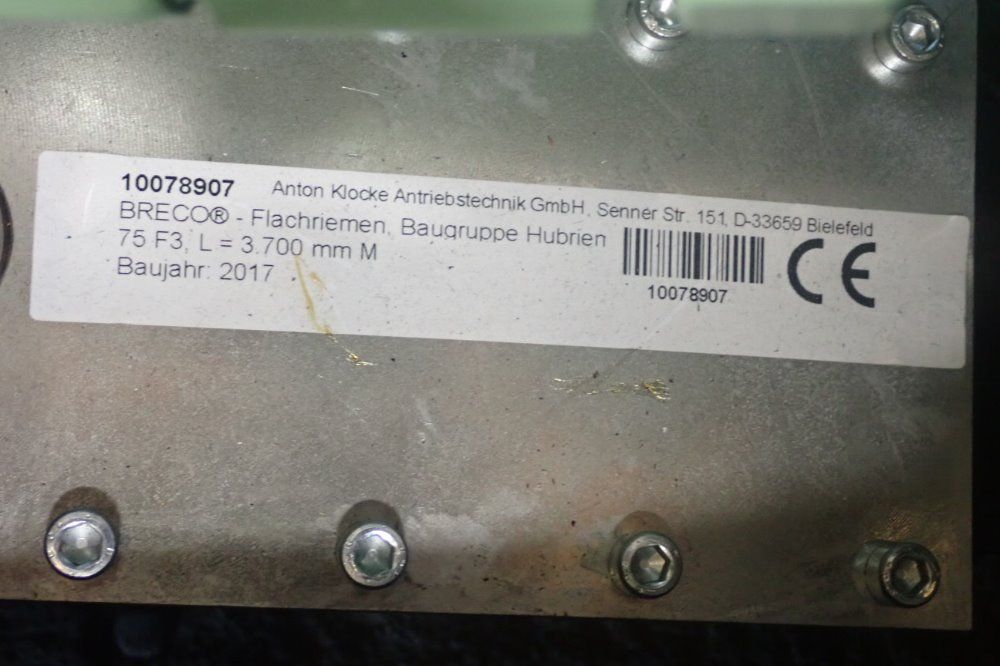 10078907 Anton Klocke Antriebstechnik GmbH, Senner Str. 151, D-33659 Bielefeld
BRECO® - Flachriemen, Baugruppe Hubrien
75 F3, L = 3.700 mm M
Baujahr: 2017
10078907
CE